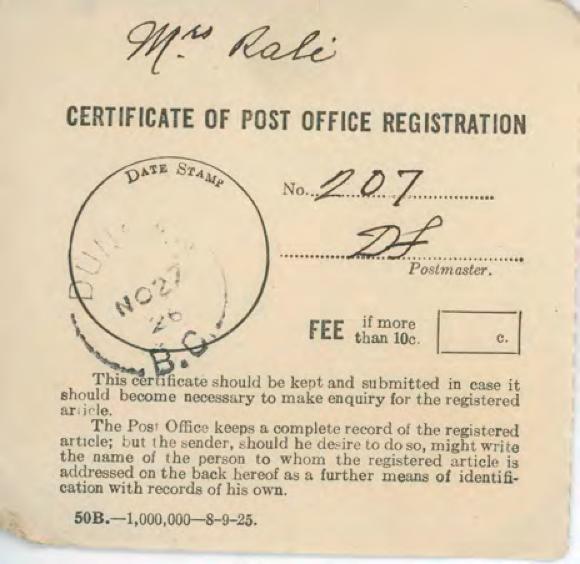 Mrs Rali
CERTIFICATE OF POST OFFICE REGISTRATION
DATE STAMP
No. 207
NO 27
26
B.C.
Postmaster.
FEE if more than 10c. c.
This certificate should be kept and submitted in case it
should become necessary to make enquiry for the registered
article.
The Post Office keeps a complete record of the registered
article; but the sender, should he desire to do so, might write
the name of the person to whom the registered article is
addressed on the back hereof as a further means of identifi-
cation with records of his own.
50B.—1,000,000—8-9-25.